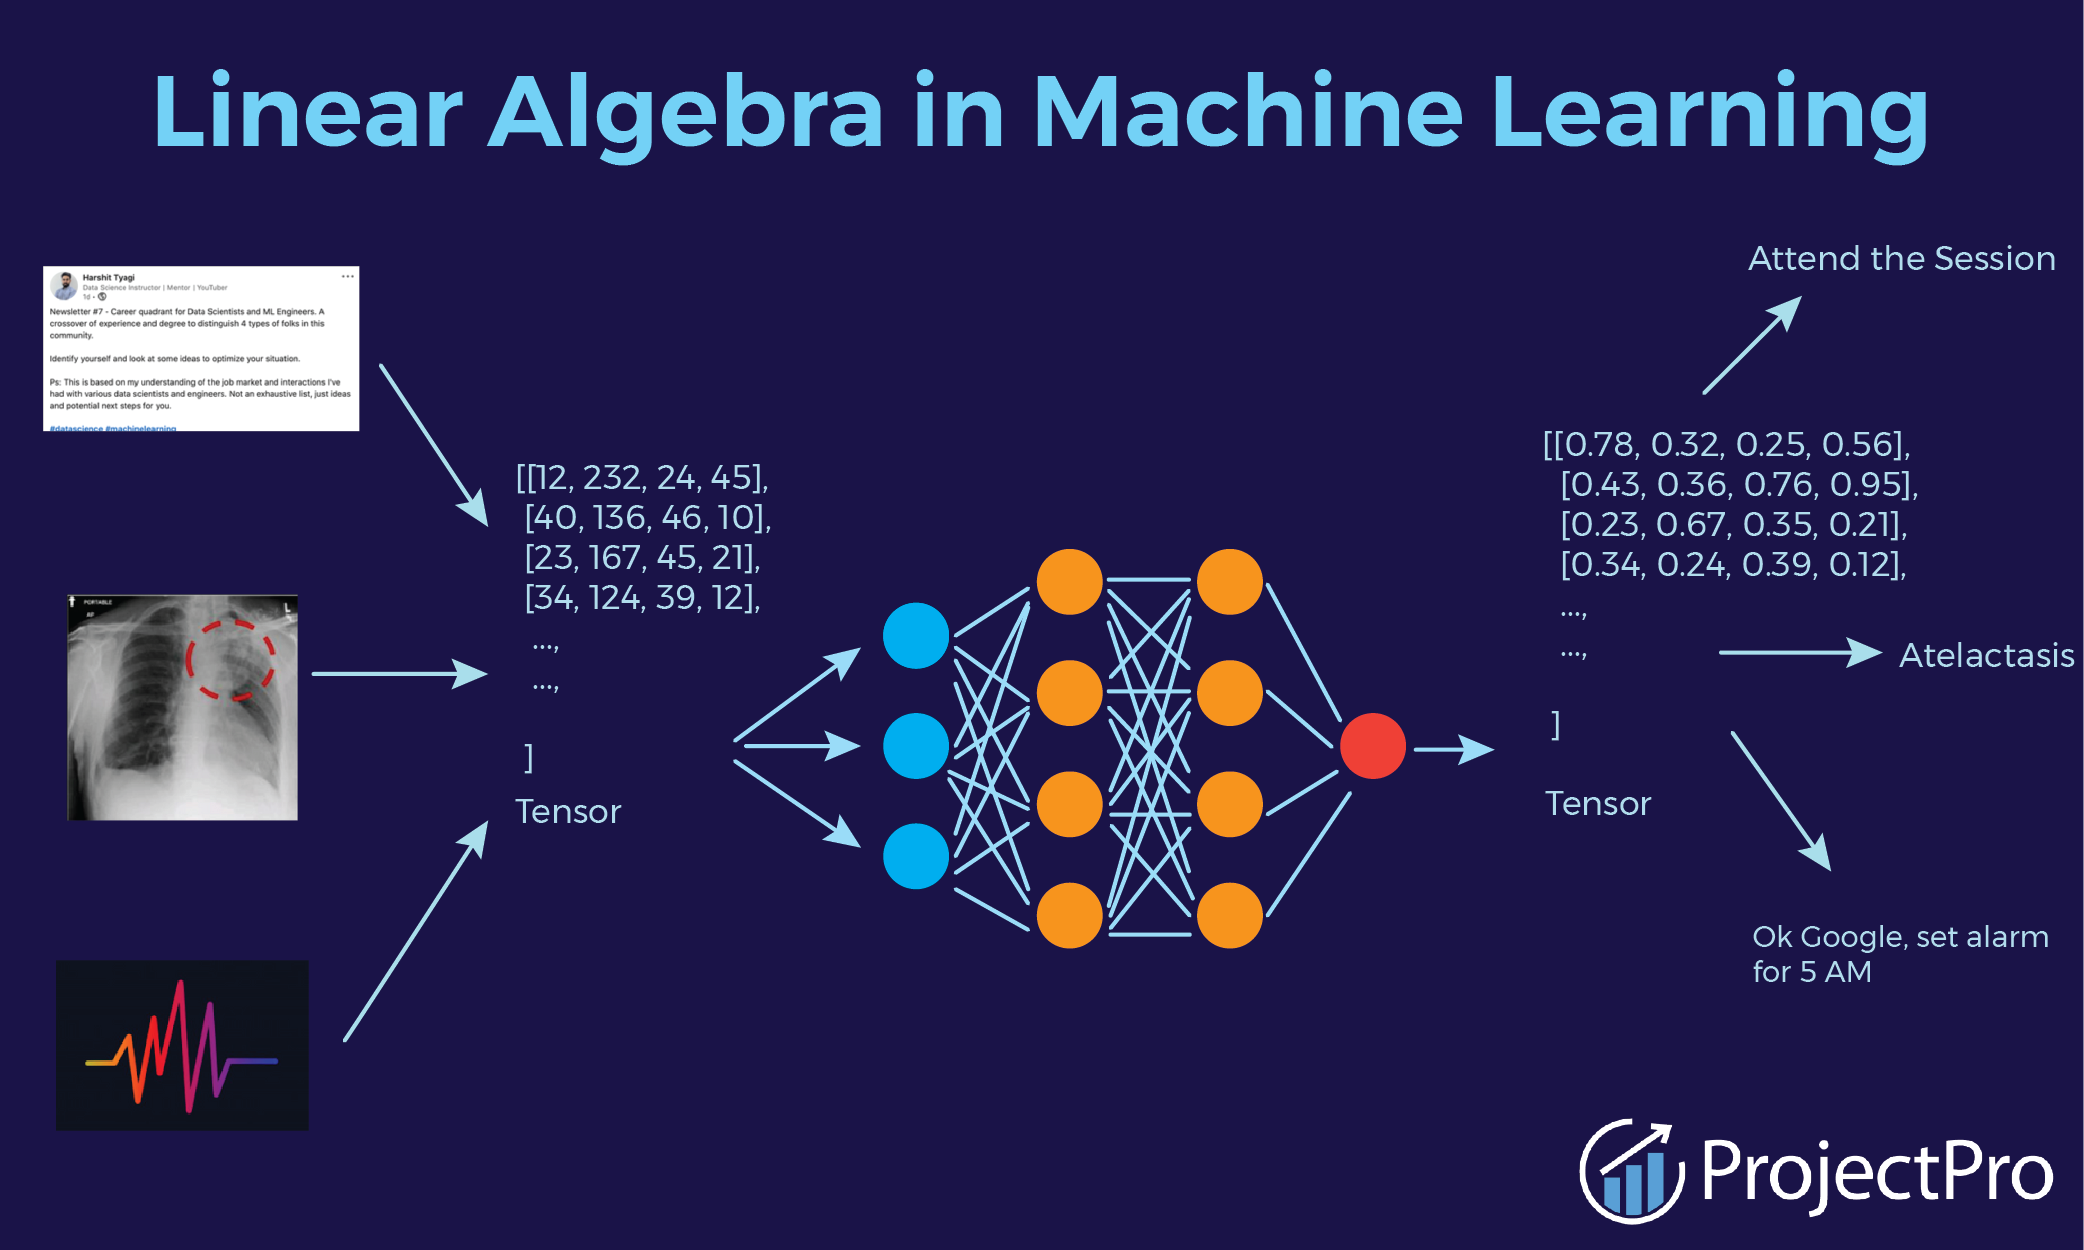 Linear Algebra in Machine Learning
Harshit Tyagi
Data Science Instructor | Mentor | YouTuber
1d •
Newsletter #7 - Career quadrant for Data Scientists and ML Engineers. A
crossover of experience and degree to distinguish 4 types of folks in this
community.
Identify yourself and look at some ideas to optimize your situation.
Ps: This is based on my understanding of the job market and interactions I've
had with various data scientists and engineers. Not an exhaustive list, just ideas
and potential next steps for you.
#datascience #machinelearning
PORTABLE
L
[[12, 232, 24, 45],
[40, 136, 46, 10],
[23, 167, 45, 21],
[34, 124, 39, 12],
...,
...,
]
Tensor
Attend the Session
[[0.78, 0.32, 0.25, 0.56],
[0.43, 0.36, 0.76, 0.95],
[0.23, 0.67, 0.35, 0.21],
[0.34, 0.24, 0.39, 0.12],
...,
...,
]
Tensor
Atelactasis
Ok Google, set alarm
for 5 AM
ProjectPro